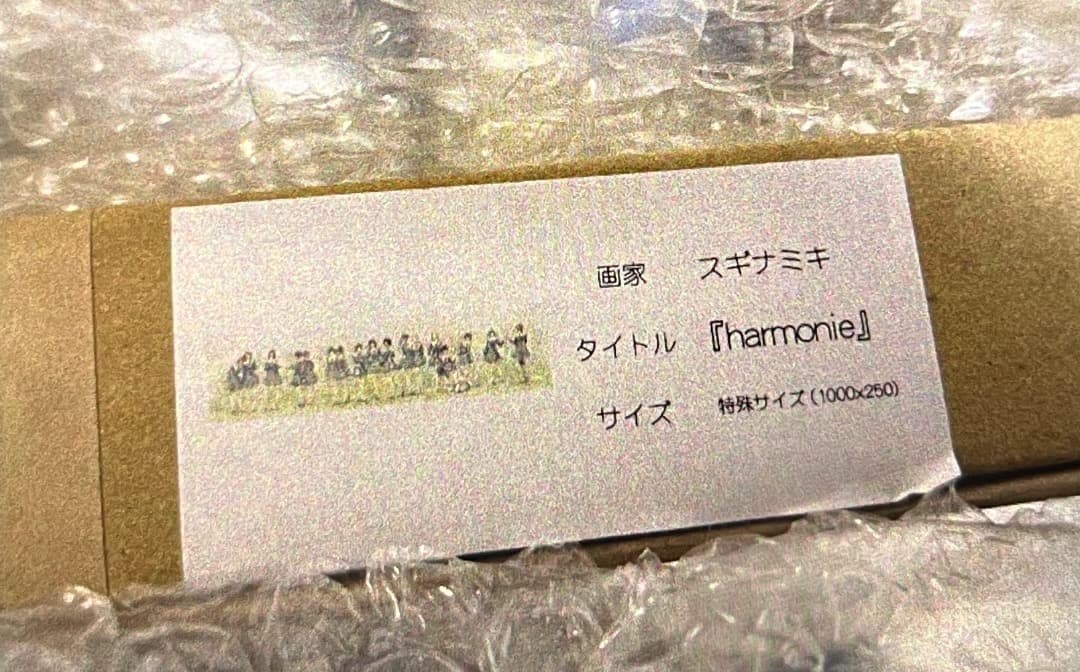 画家 スギナミキ
タイトル 『harmonie』
サイズ 特殊サイズ(1000x250)